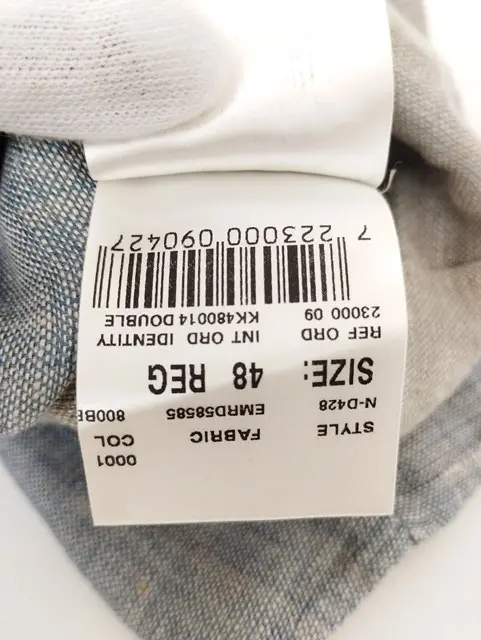 0001
STYLE FABRIC COL
N-D428 EMRD58585 800BE
SIZE: 48 REG
REF ORD INT ORD IDENTITY
23000 09 KK480014 DOUBLE
7 223000 090427